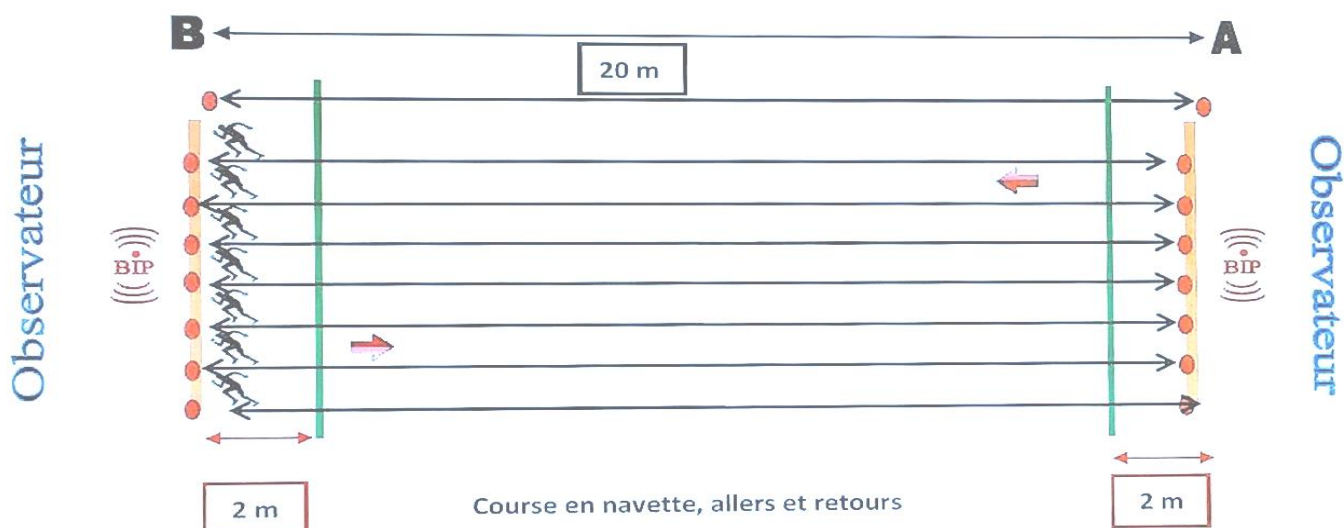 B
A
20 m
Observateur
BIP
BIP
Observateur
2 m
Course en navette, allers et retours
2 m